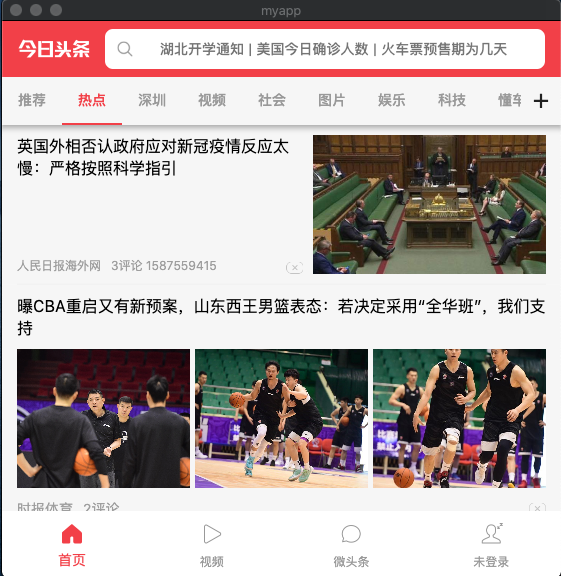 myapp
今日头条
湖北开学通知 | 美国今日确诊人数 | 火车票预售期为几天
推荐 热点 深圳 视频 社会 图片 娱乐 科技 懂车
英国外相否认政府应对新冠疫情反应太
慢：严格按照科学指引
人民日报海外网 3评论 1587559415
曝CBA重启又有新预案，山东西王男篮表态：若决定采用“全华班”，我们支
持
时报体育 2评论
首页 视频 微头条 未登录